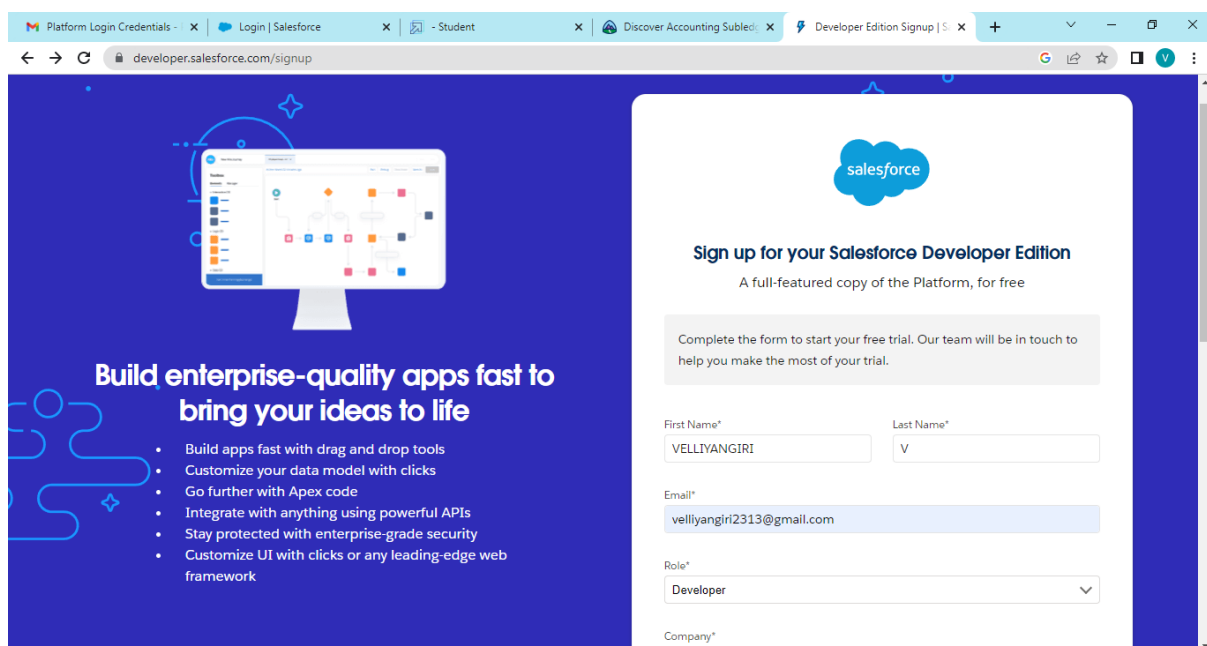 Platform Login Credentials -
Login | Salesforce
- Student
Discover Accounting Subled
Developer Edition Signup | S
developer.salesforce.com/signup
G
V
salesforce
Sign up for your Salesforce Developer Edition
A full-featured copy of the Platform, for free
Complete the form to start your free trial. Our team will be in touch to
help you make the most of your trial.
Build enterprise-quality apps fast to
bring your ideas to life
• Build apps fast with drag and drop tools
• Customize your data model with clicks
• Go further with Apex code
• Integrate with anything using powerful APIs
• Stay protected with enterprise-grade security
• Customize UI with clicks or any leading-edge web
framework
First Name* Last Name*
VELLIYANGIRI V
Email*
velliyangiri2313@gmail.com
Role*
Developer
Company*